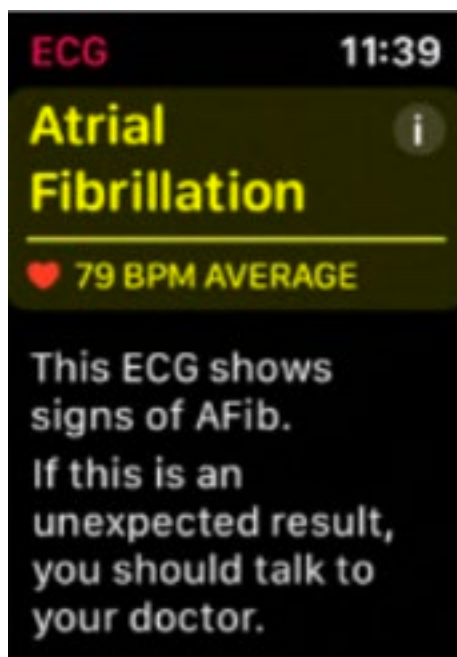 ECG 11:39
Atrial i
Fibrillation
79 BPM AVERAGE
This ECG shows
signs of AFib.
If this is an
unexpected result,
you should talk to
your doctor.